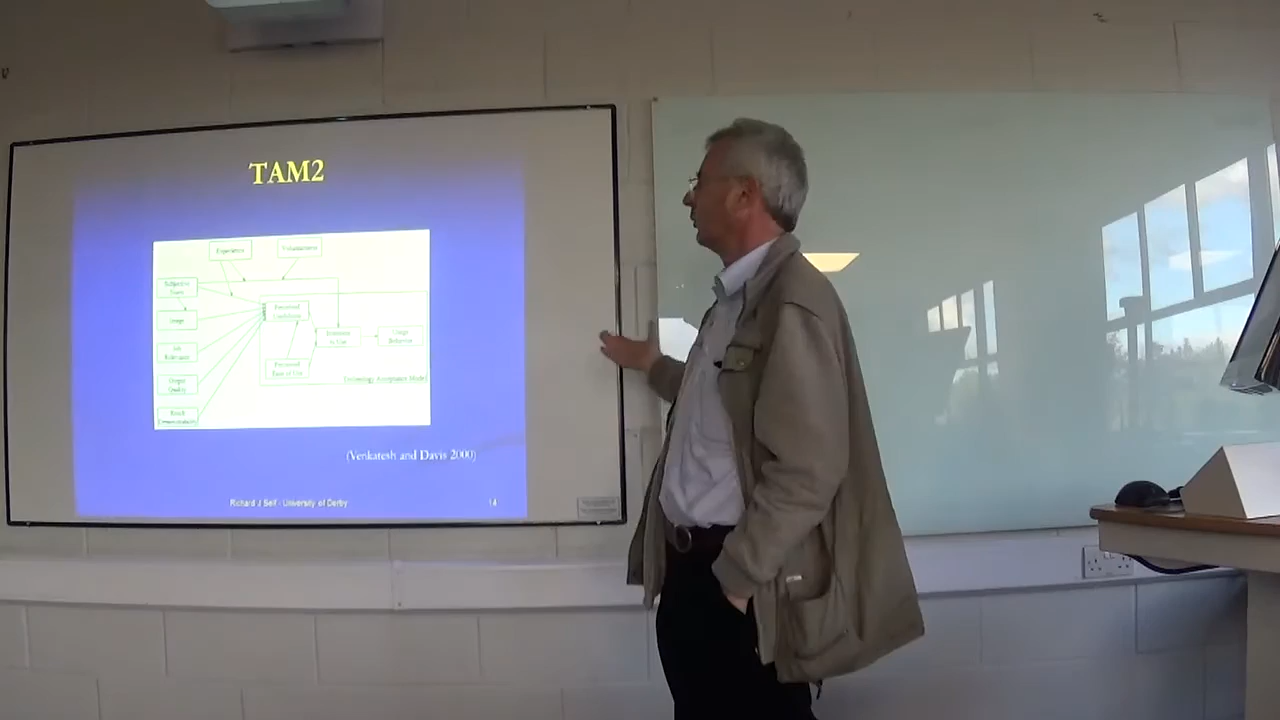 TAM2
Experience
Voluntariness
Subjective
Norm
Image
Job
Relevance
Output
Quality
Result
Demonstrability
Perceived
Usefulness
Perceived
Ease of Use
Intention
to Use
Usage
Behavior
Technology Acceptance Model
(Venkatesh and Davis 2000)
Richard J Self - University of Derby
14